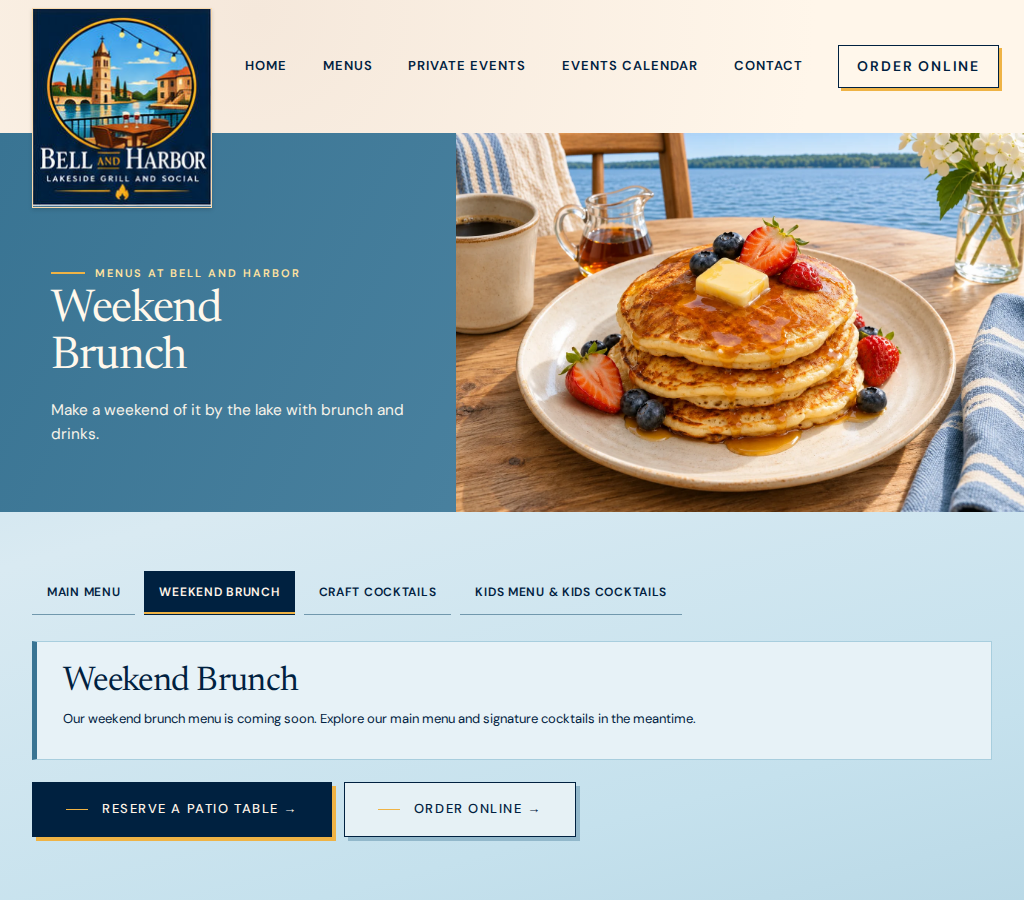 BELL AND HARBOR
LAKESIDE GRILL AND SOCIAL
HOME
MENUS
PRIVATE EVENTS
EVENTS CALENDAR
CONTACT
ORDER ONLINE
MENUS AT BELL AND HARBOR
Weekend
Brunch
Make a weekend of it by the lake with brunch and
drinks.
MAIN MENU
WEEKEND BRUNCH
CRAFT COCKTAILS
KIDS MENU & KIDS COCKTAILS
Weekend Brunch
Our weekend brunch menu is coming soon. Explore our main menu and signature cocktails in the meantime.
RESERVE A PATIO TABLE →
ORDER ONLINE →